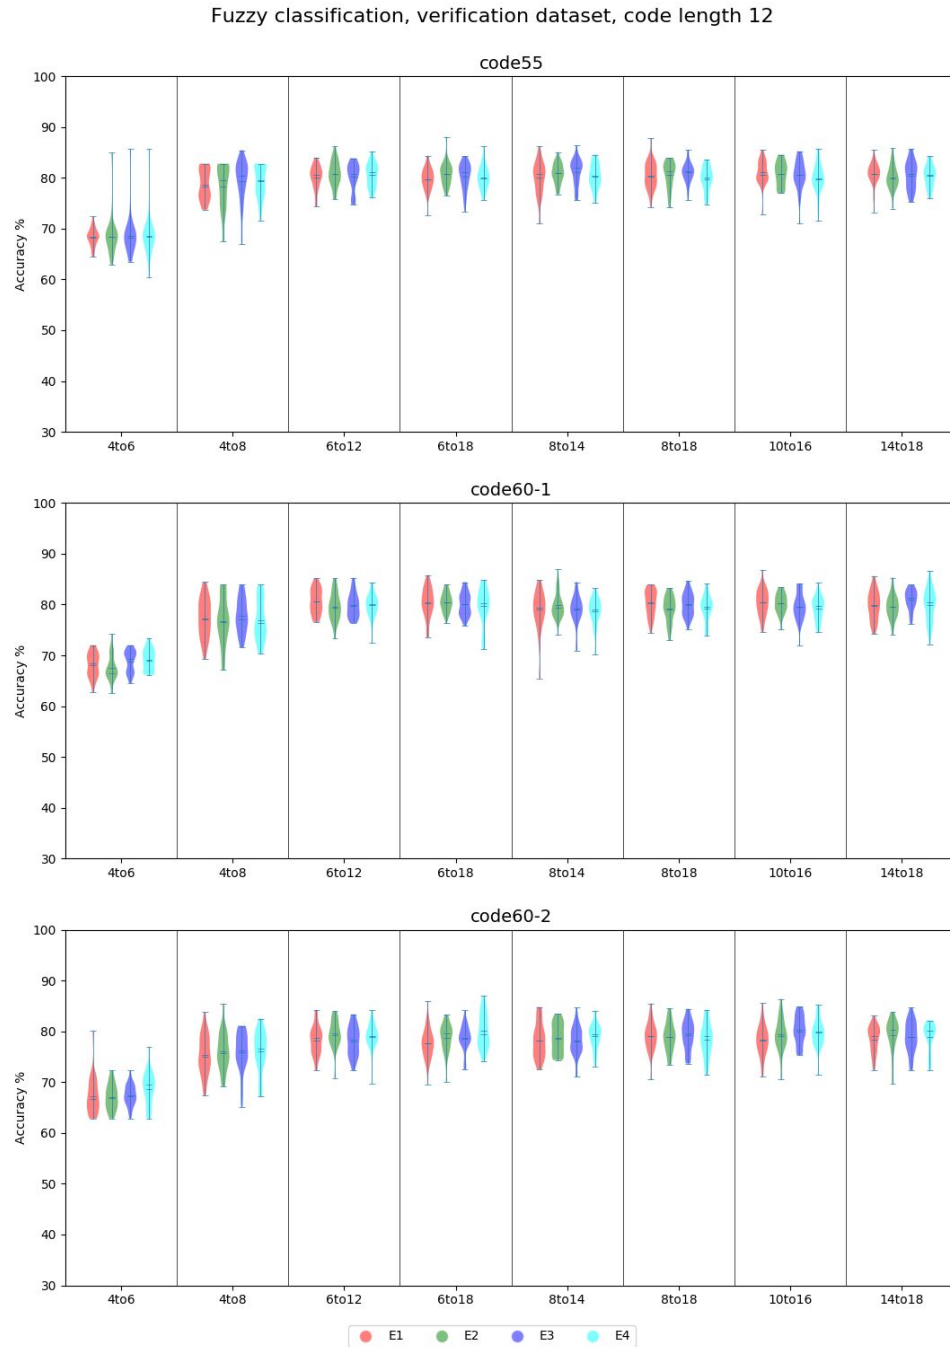 Fuzzy classification, verification dataset, code length 12
code55
100
90
80
70
60
50
40
30
Accuracy %
4to6 4to8 6to12 6to18 8to14 8to18 10to16 14to18
code60-1
100
90
80
70
60
50
40
30
Accuracy %
4to6 4to8 6to12 6to18 8to14 8to18 10to16 14to18
code60-2
100
90
80
70
60
50
40
30
Accuracy %
4to6 4to8 6to12 6to18 8to14 8to18 10to16 14to18
E1 E2 E3 E4